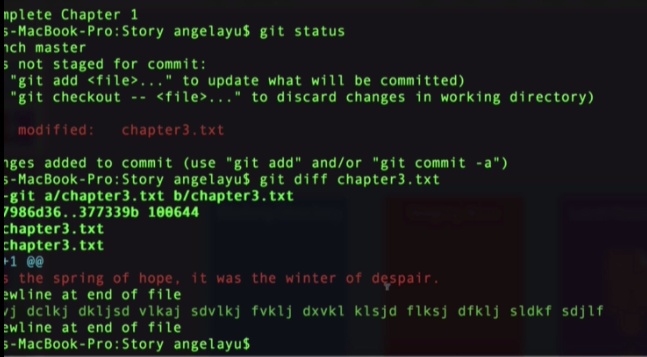 mplete Chapter 1
s-MacBook-Pro:Story angelayu$ git status
nch master
s not staged for commit:
"git add <file>..." to update what will be committed)
"git checkout -- <file>..." to discard changes in working directory)
modified:   chapter3.txt
nges added to commit (use "git add" and/or "git commit -a")
s-MacBook-Pro:Story angelayu$ git diff chapter3.txt
-git a/chapter3.txt b/chapter3.txt
7986d36..377339b 100644
chapter3.txt
chapter3.txt
+1 @@
s the spring of hope, it was the winter of despair.
ewline at end of file
vj dclkj dkljsd vlkaj sdvlkj fvklj dxvkl klsjd flksj dfklj sldkf sdjlf
ewline at end of file
s-MacBook-Pro:Story angelayu$